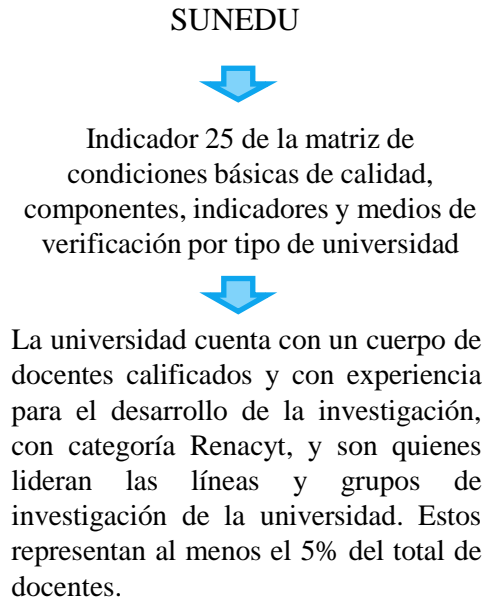 SUNEDU
Indicador 25 de la matriz de
condiciones básicas de calidad,
componentes, indicadores y medios de
verificación por tipo de universidad
La universidad cuenta con un cuerpo de
docentes calificados y con experiencia
para el desarrollo de la investigación,
con categoría Renacyt, y son quienes
lideran las líneas y grupos de
investigación de la universidad. Estos
representan al menos el 5% del total de
docentes.